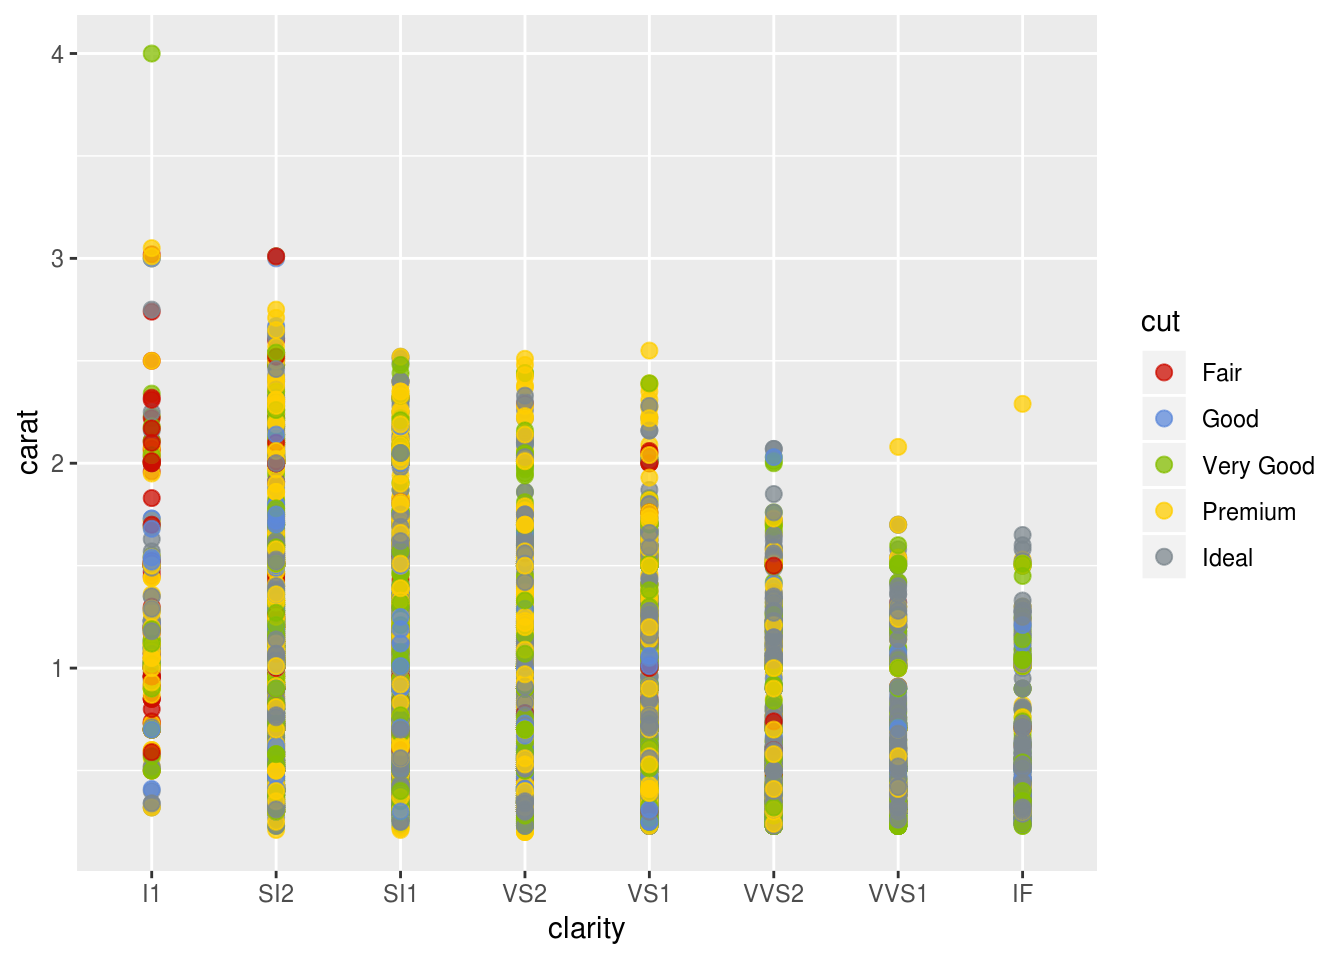 4
3
2
1
carat
I1 SI2 SI1 VS2 VS1 VVS2 VVS1 IF
clarity
cut
Fair
Good
Very Good
Premium
Ideal